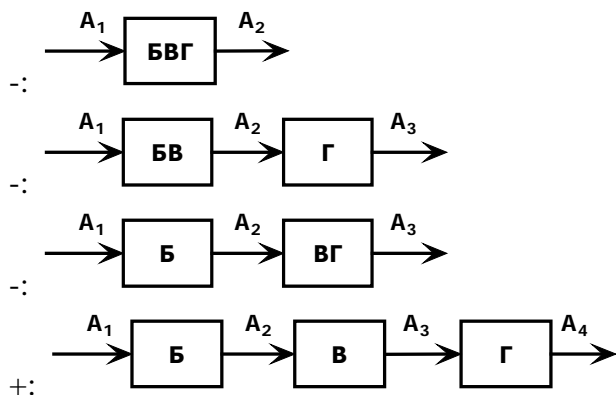 A₁ БВГ A₂
-:
A₁ БВ A₂ Г A₃
-:
A₁ Б A₂ ВГ A₃
-:
A₁ Б A₂ В A₃ Г A₄
+: